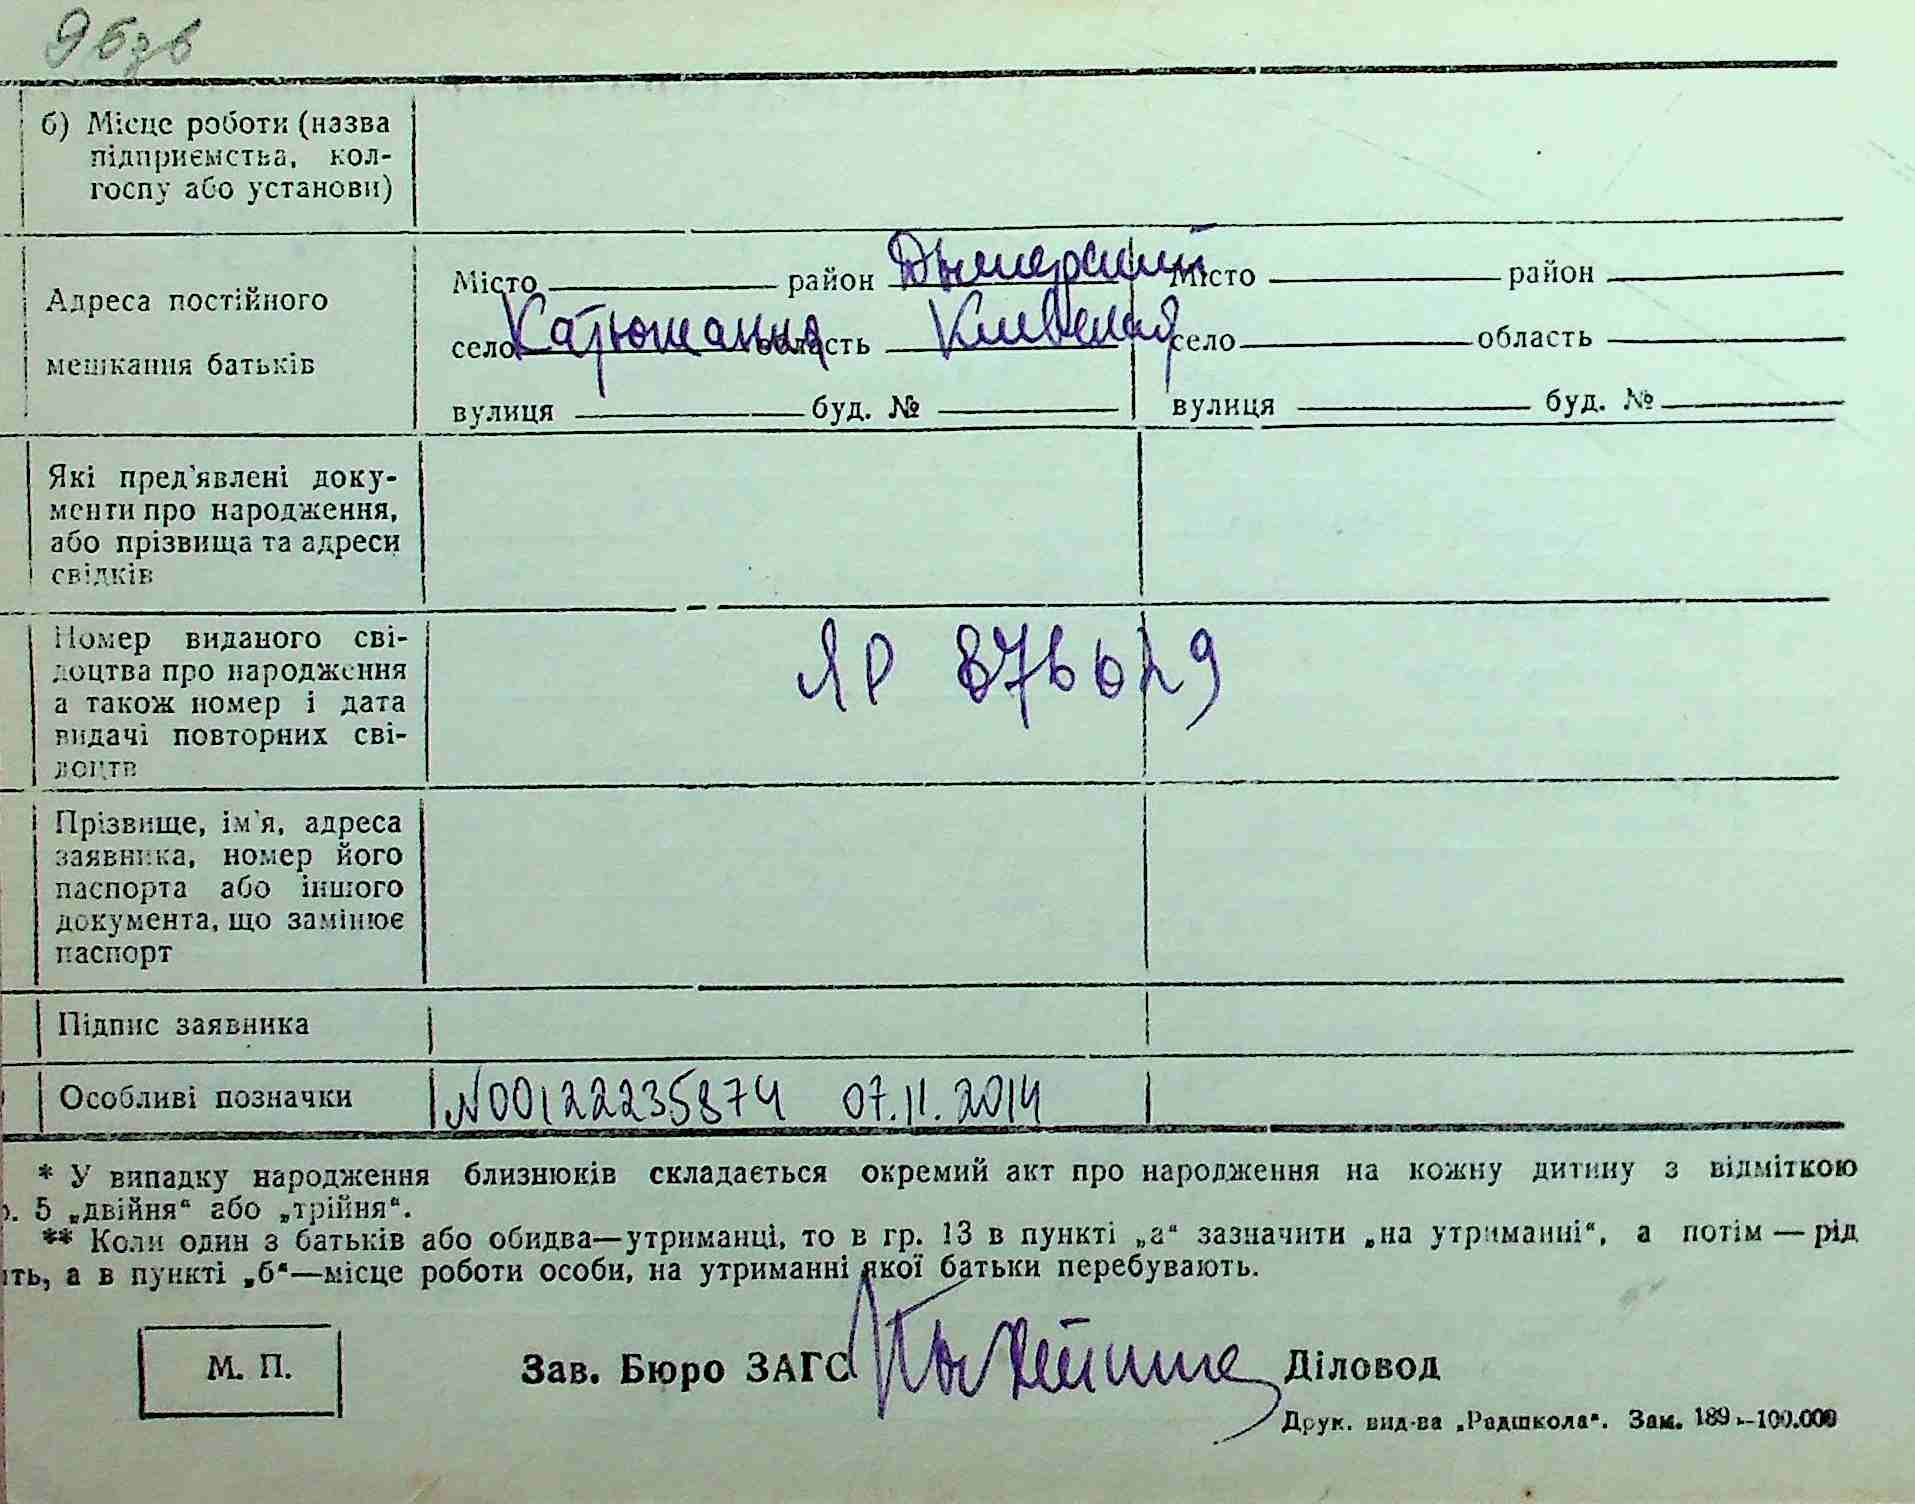 96зв
б) Місце роботи (назва
підприємства, кол-
госпу або установи)
Адреса постійного
мешкання батьків
Місто район Дымерский
село Катюжанка область Киевская
вулиця буд. №
Місто район
село область
вулиця буд. №
Які пред'явлені доку-
менти про народження,
або прізвища та адреси
свідків
Номер виданого сві-
доцтва про народження
а також номер і дата
видачі повторних сві-
доцтв
ЯР 876629
Прізвище, ім'я, адреса
заявника, номер його
паспорта або іншого
документа, що замінює
паспорт
Підпис заявника
Особливі позначки
N00122235874 07.11.2014
* У випадку народження близнюків складається окремий акт про народження на кожну дитину з відміткою
р. 5 „двійня“ або „трійня“.
** Коли один з батьків або обидва—утриманці, то в гр. 13 в пункті „а“ зазначити „на утриманні“, а потім — рід
ть, а в пункті „б“—місце роботи особи, на утриманні якої батьки перебувають.
М. П.
Зав. Бюро ЗАГС
Діловод
Друк. вид-ва „Радшкола“. Зам. 189 —100.000